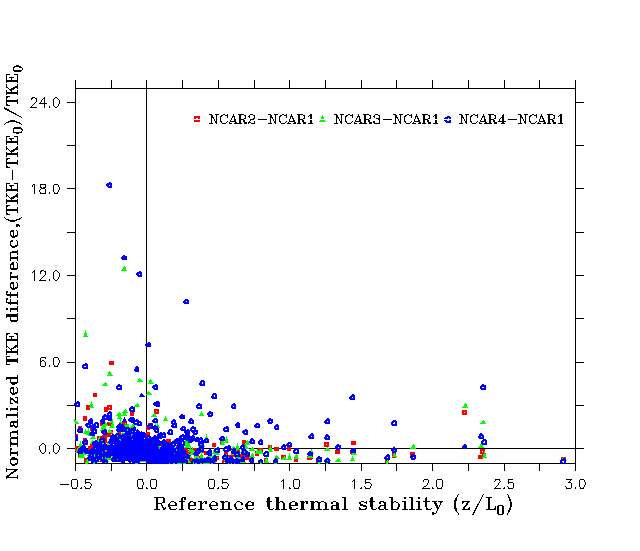 Normalized TKE difference,(TKE−TKE₀)/TKE₀
24.0
NCAR2−NCAR1 NCAR3−NCAR1 NCAR4−NCAR1
18.0
12.0
6.0
0.0
−0.5 0.0 0.5 1.0 1.5 2.0 2.5 3.0
Reference thermal stability (z/L₀)